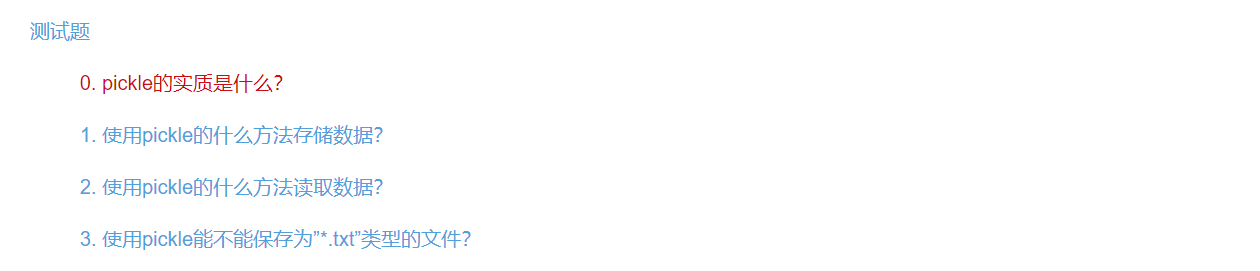 测试题
0. pickle的实质是什么?
1. 使用pickle的什么方法存储数据?
2. 使用pickle的什么方法读取数据?
3. 使用pickle能不能保存为”*.txt”类型的文件?